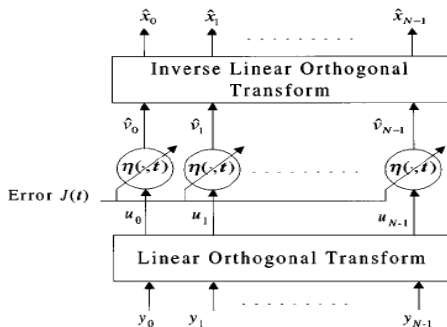 x̂₀ x̂₁ x̂_{N-1}
Inverse Linear Orthogonal
Transform
v̂₀ v̂₁ v̂_{N-1}
η(·,t) η(·,t) η(·,t)
Error J(t)
u₀ u₁ u_{N-1}
Linear Orthogonal Transform
y₀ y₁ y_{N-1}